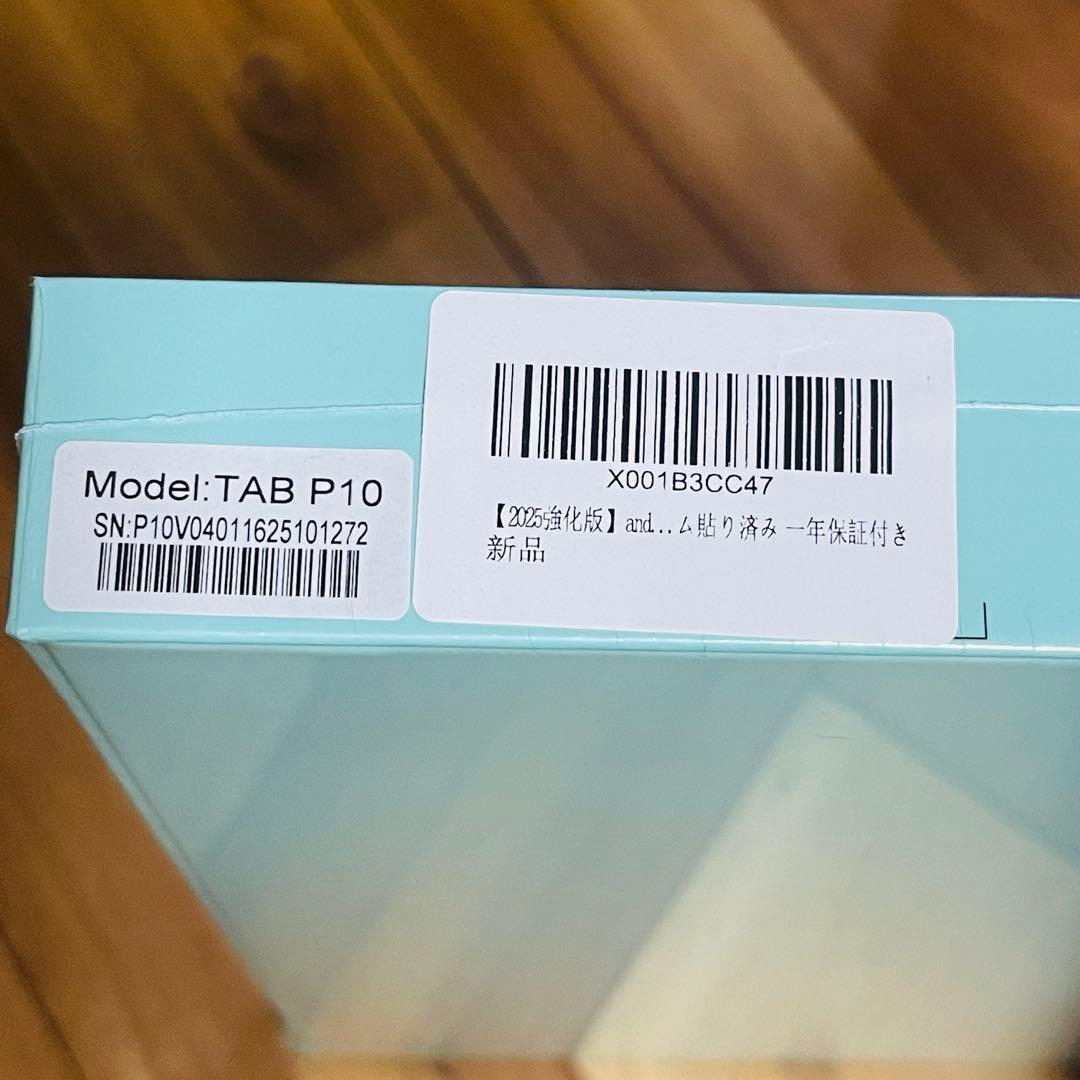 Model:TAB P10
SN:P10V04011625101272
X001B3CC47
【2025強化版】and...ム貼り済み 一年保証付き
新品